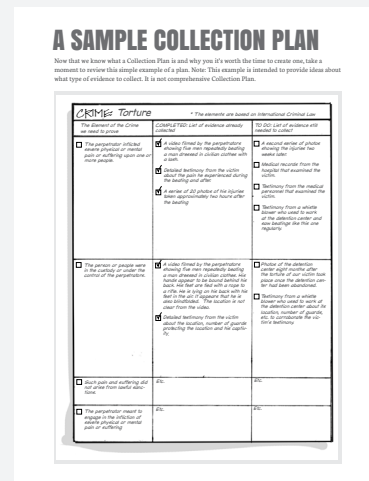 A SAMPLE COLLECTION PLAN
Now that we know what a Collection Plan is and why you it's worth the time to create one, take a
moment to review this simple example of a plan. Note: This example is intended to provide ideas about
what type of evidence to collect. It is not comprehensive Collection Plan.
CRIME: Torture
* The elements are based on International Criminal Law
The Element of the Crime
we need to prove
COMPLETED: List of evidence already
collected
TO DO: List of evidence still
needed to collect
The perpetrator inflicted
severe physical or mental
pain or suffering upon one or
more people.
A video filmed by the perpetrators
showing five men repeatedly beating
a man dressed in civilian clothes with
a sash.
Detailed testimony from the victim
about the pain he experienced during
the beating and after.
A series of 20 photos of his injuries
taken approximately two hours after
the beating
A second series of photos
showing the injuries two
weeks later.
Medical records from the
hospital that examined the
victim.
Testimony from the medical
personnel that examined the
victim.
Testimony from a whistle
blower who used to work
at the detention center and
saw beatings like this one
regularly.
The person or people were
in the custody or under the
control of the perpetrators.
A video filmed by the perpetrators
showing five men repeatedly beating
a man dressed in civilian clothes. His
hands appear to be bound behind his
back. His feet are tied with a rope to
a rifle. He is lying on his back with his
feet in the air. It appears that he is
also blindfolded. The location is not
clear from the video.
Detailed testimony from the victim
about the location, number of guards
protecting the location and his captiv-
ity.
Photos of the detention
center eight months after
the torture of our victim took
place once the detention cen-
ter had been abandoned.
Testimony from a whistle
blower who used to work at
the detention center about its
location, number of guards,
etc. to corroborate the vic-
tim's testimony.
Such pain and suffering did
not arise from lawful sanc-
tions.
Etc.
Etc.
The perpetrator meant to
engage in the infliction of
severe physical or mental
pain or suffering.
Etc.
Etc.